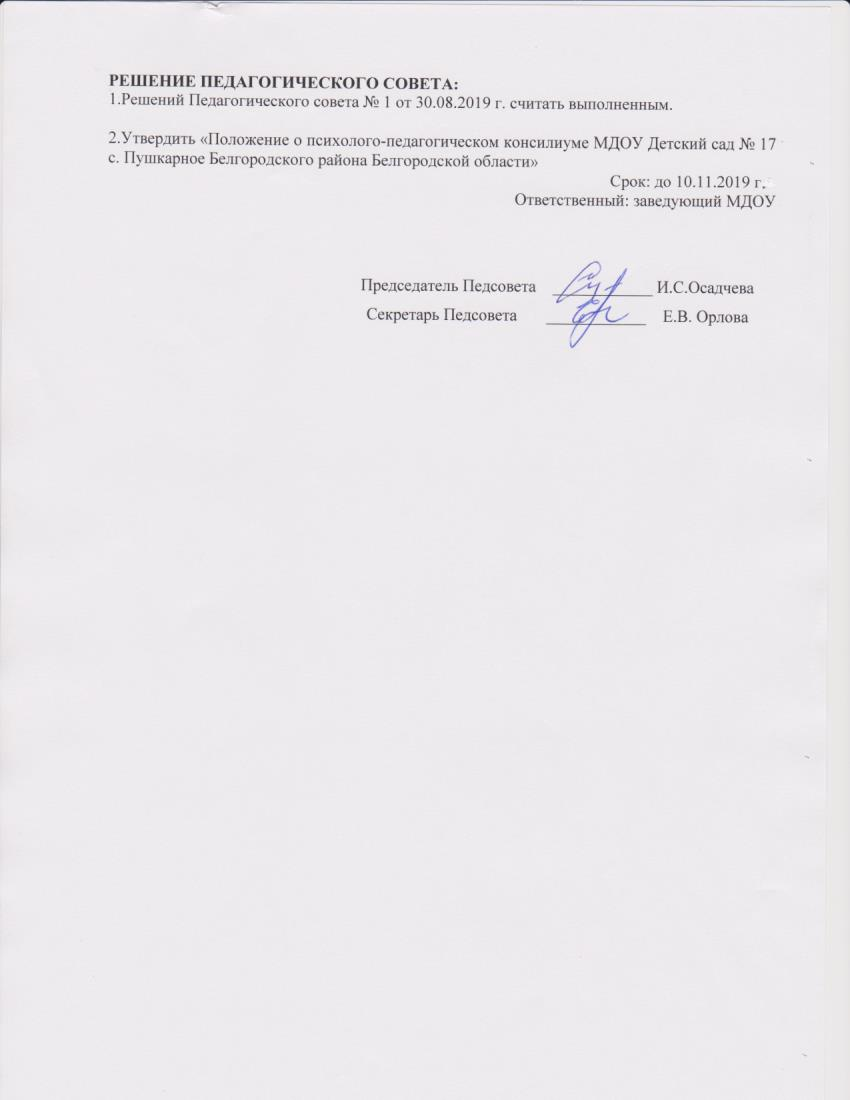 РЕШЕНИЕ ПЕДАГОГИЧЕСКОГО СОВЕТА:
1.Решений Педагогического совета № 1 от 30.08.2019 г. считать выполненным.
2.Утвердить «Положение о психолого-педагогическом консилиуме МДОУ Детский сад № 17
с. Пушкарное Белгородского района Белгородской области»
Срок: до 10.11.2019 г.
Ответственный: заведующий МДОУ
Председатель Педсовета ____________ И.С.Осадчева
Секретарь Педсовета ____________ Е.В. Орлова